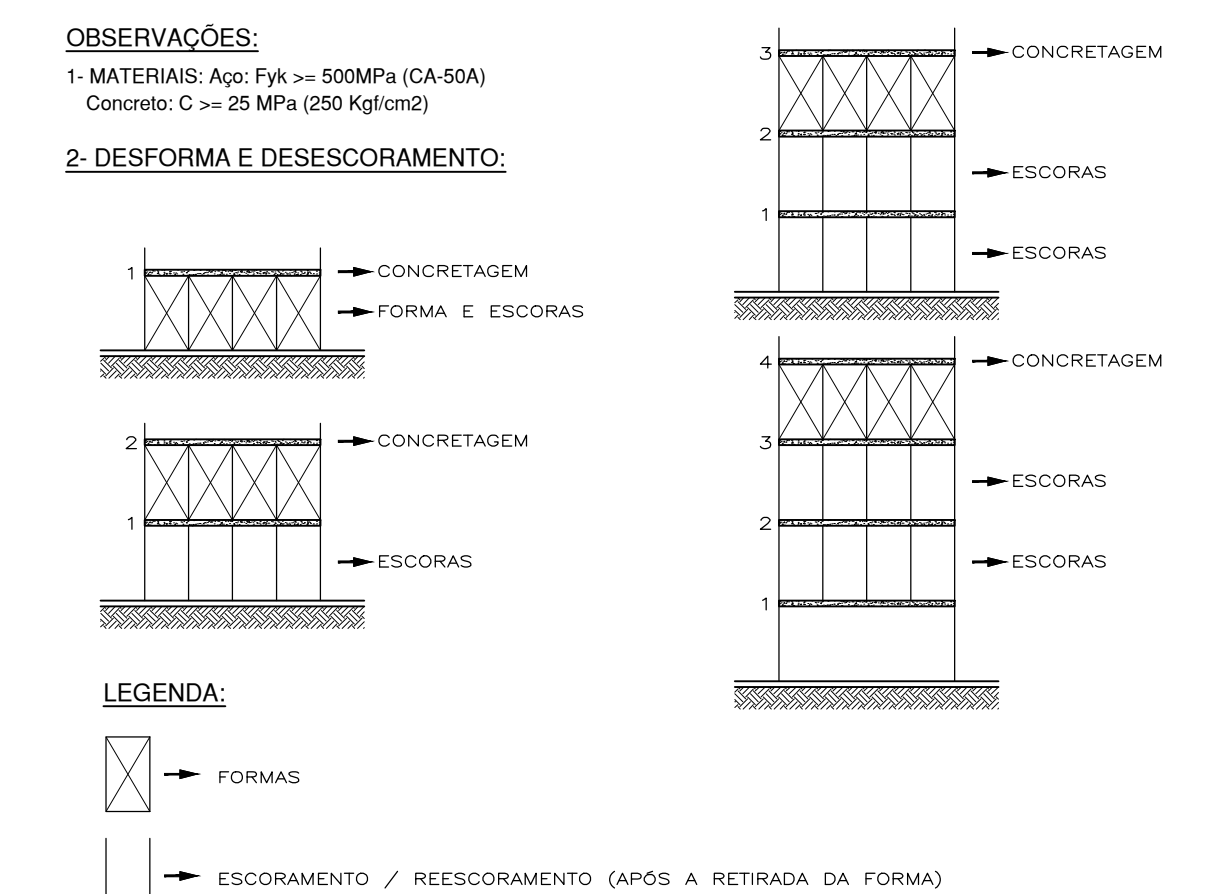 OBSERVAÇÕES:
1- MATERIAIS: Aço: Fyk >= 500MPa (CA-50A)
Concreto: C >= 25 MPa (250 Kgf/cm2)
2- DESFORMA E DESESCORAMENTO:
1 CONCRETAGEM
FORMA E ESCORAS
2 CONCRETAGEM
1
ESCORAS
3 CONCRETAGEM
2
ESCORAS
1
ESCORAS
4 CONCRETAGEM
3
ESCORAS
2
ESCORAS
1
LEGENDA:
FORMAS
ESCORAMENTO / REESCORAMENTO (APÓS A RETIRADA DA FORMA)